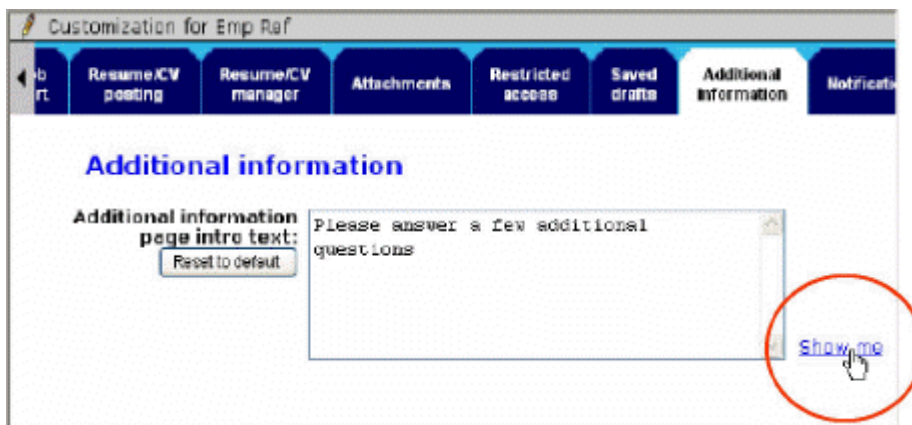 Customization for Emp Ref
Resume/CV posting
Resume/CV manager
Attachments
Restricted access
Saved drafts
Additional information
Additional information
Additional information
page intro text:
Reset to default
Please answer a few additional
questions
Show me